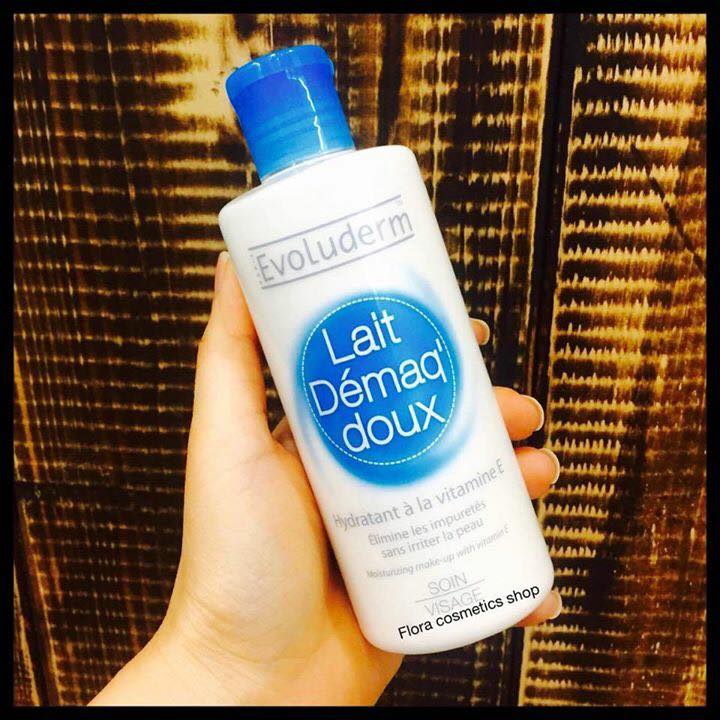 Evoluderm
Lait
Démaq'
doux
Hydratant à la vitamine E
Élimine les impuretés
sans irriter la peau
Moisturizing make-up with vitamin E
SOIN
VISAGE
Flora cosmetics shop